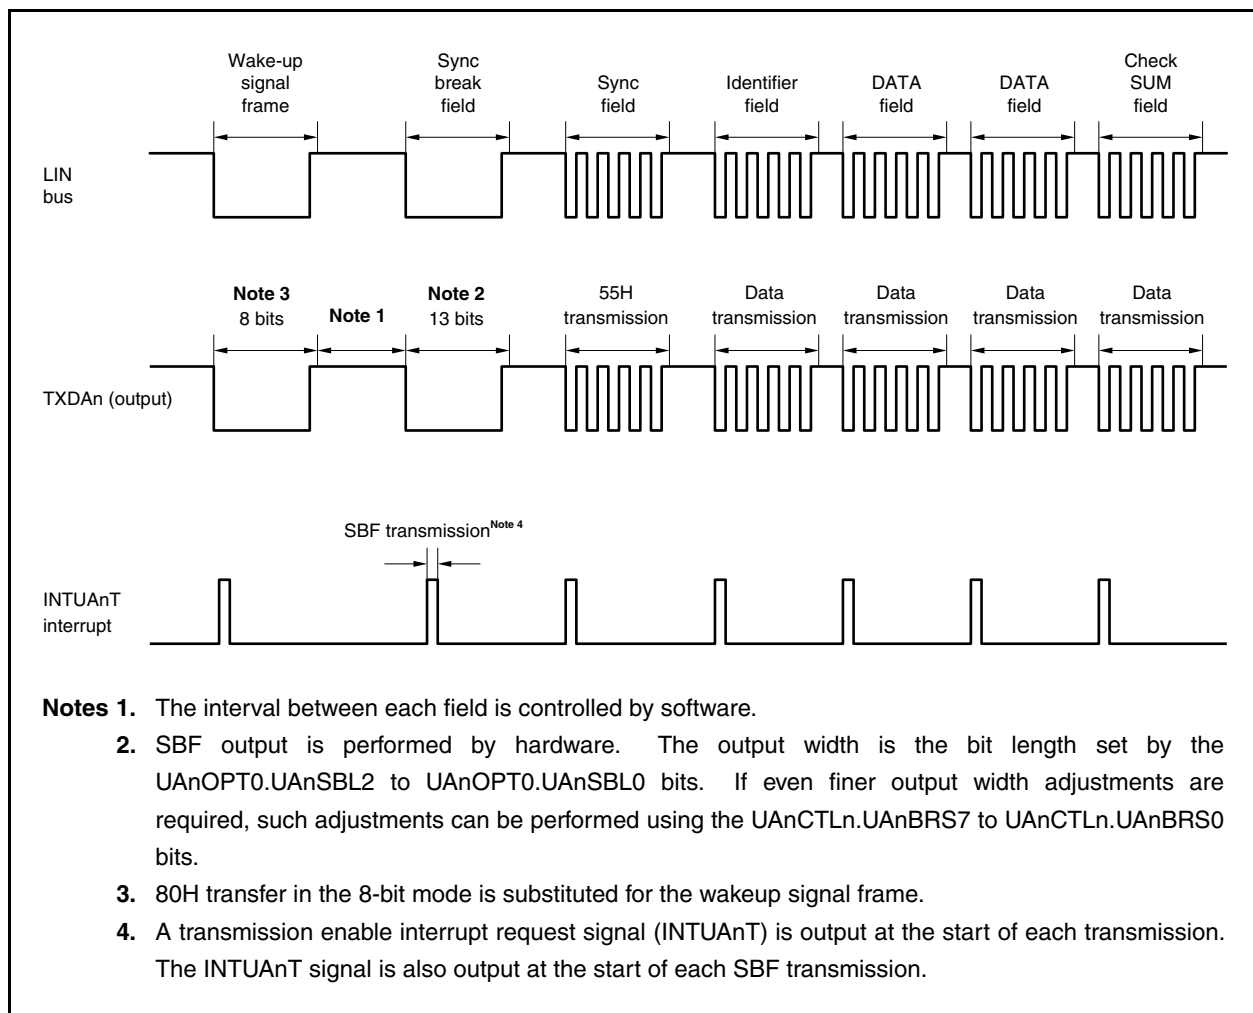 Wake-up
signal
frame
Sync
break
field
Sync
field
Identifier
field
DATA
field
DATA
field
Check
SUM
field
LIN
bus
Note 3
8 bits
Note 1
Note 2
13 bits
55H
transmission
Data
transmission
Data
transmission
Data
transmission
Data
transmission
TXDAn (output)
SBF transmissionNote 4
INTUAnT
interrupt
Notes 1. The interval between each field is controlled by software.
2. SBF output is performed by hardware. The output width is the bit length set by the
UAnOPT0.UAnSBL2 to UAnOPT0.UAnSBL0 bits. If even finer output width adjustments are
required, such adjustments can be performed using the UAnCTLn.UAnBRS7 to UAnCTLn.UAnBRS0
bits.
3. 80H transfer in the 8-bit mode is substituted for the wakeup signal frame.
4. A transmission enable interrupt request signal (INTUAnT) is output at the start of each transmission.
The INTUAnT signal is also output at the start of each SBF transmission.